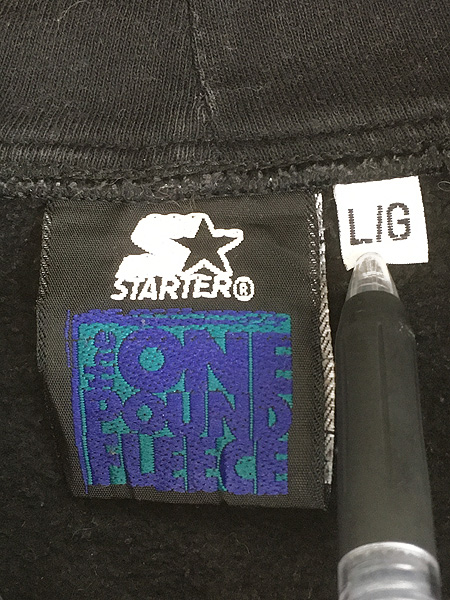 STARTER®
L/G
THE ONE
POUND
FLEECE